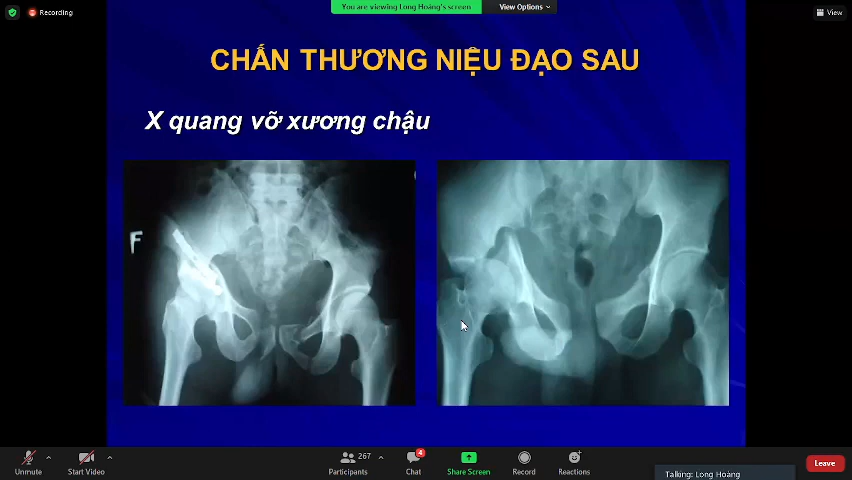 Recording
You are viewing Long Hoàng's screen
View Options
View
CHẤN THƯƠNG NIỆU ĐẠO SAU
X quang vỡ xương chậu
F
Unmute
Start Video
Participants
267
Chat
4
Share Screen
Record
Reactions
Talking: Long Hoàng
Leave